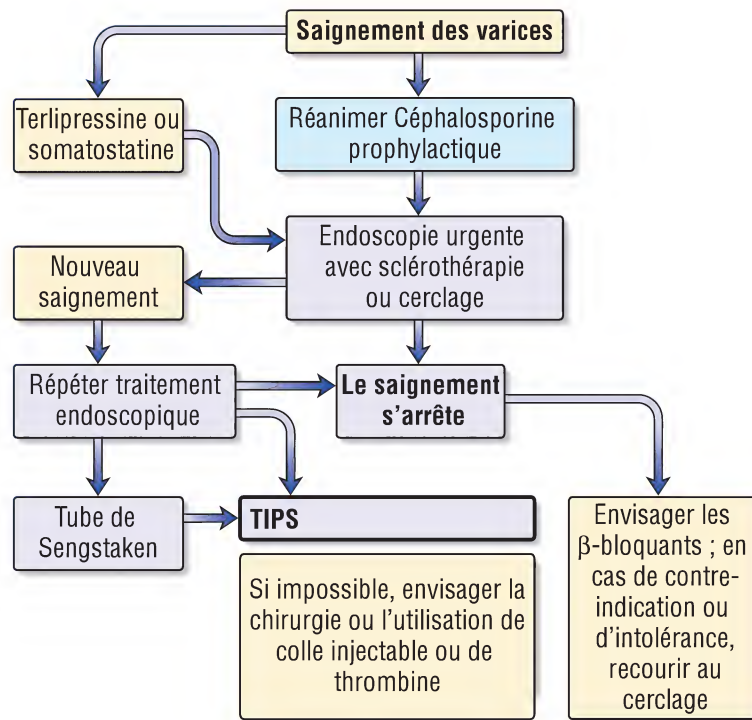 Saignement des varices
Terlipressine ou
somatostatine
Réanimer Céphalosporine
prophylactique
Endoscopie urgente
avec sclérothérapie
ou cerclage
Nouveau
saignement
Répéter traitement
endoscopique
Le saignement
s’arrête
Tube de
Sengstaken
TIPS
Si impossible, envisager la
chirurgie ou l’utilisation de
colle injectable ou de
thrombine
Envisager les
β-bloquants ; en
cas de contre-
indication ou
d’intolérance,
recourir au
cerclage